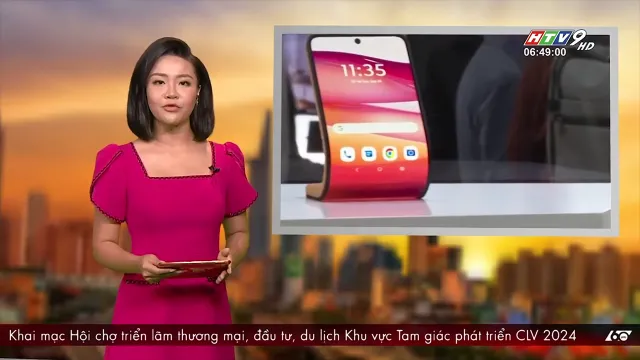 HTV9 HD
06:49:00
11:35
Khai mạc Hội chợ triển lãm thương mại, đầu tư, du lịch Khu vực Tam giác phát triển CLV 2024